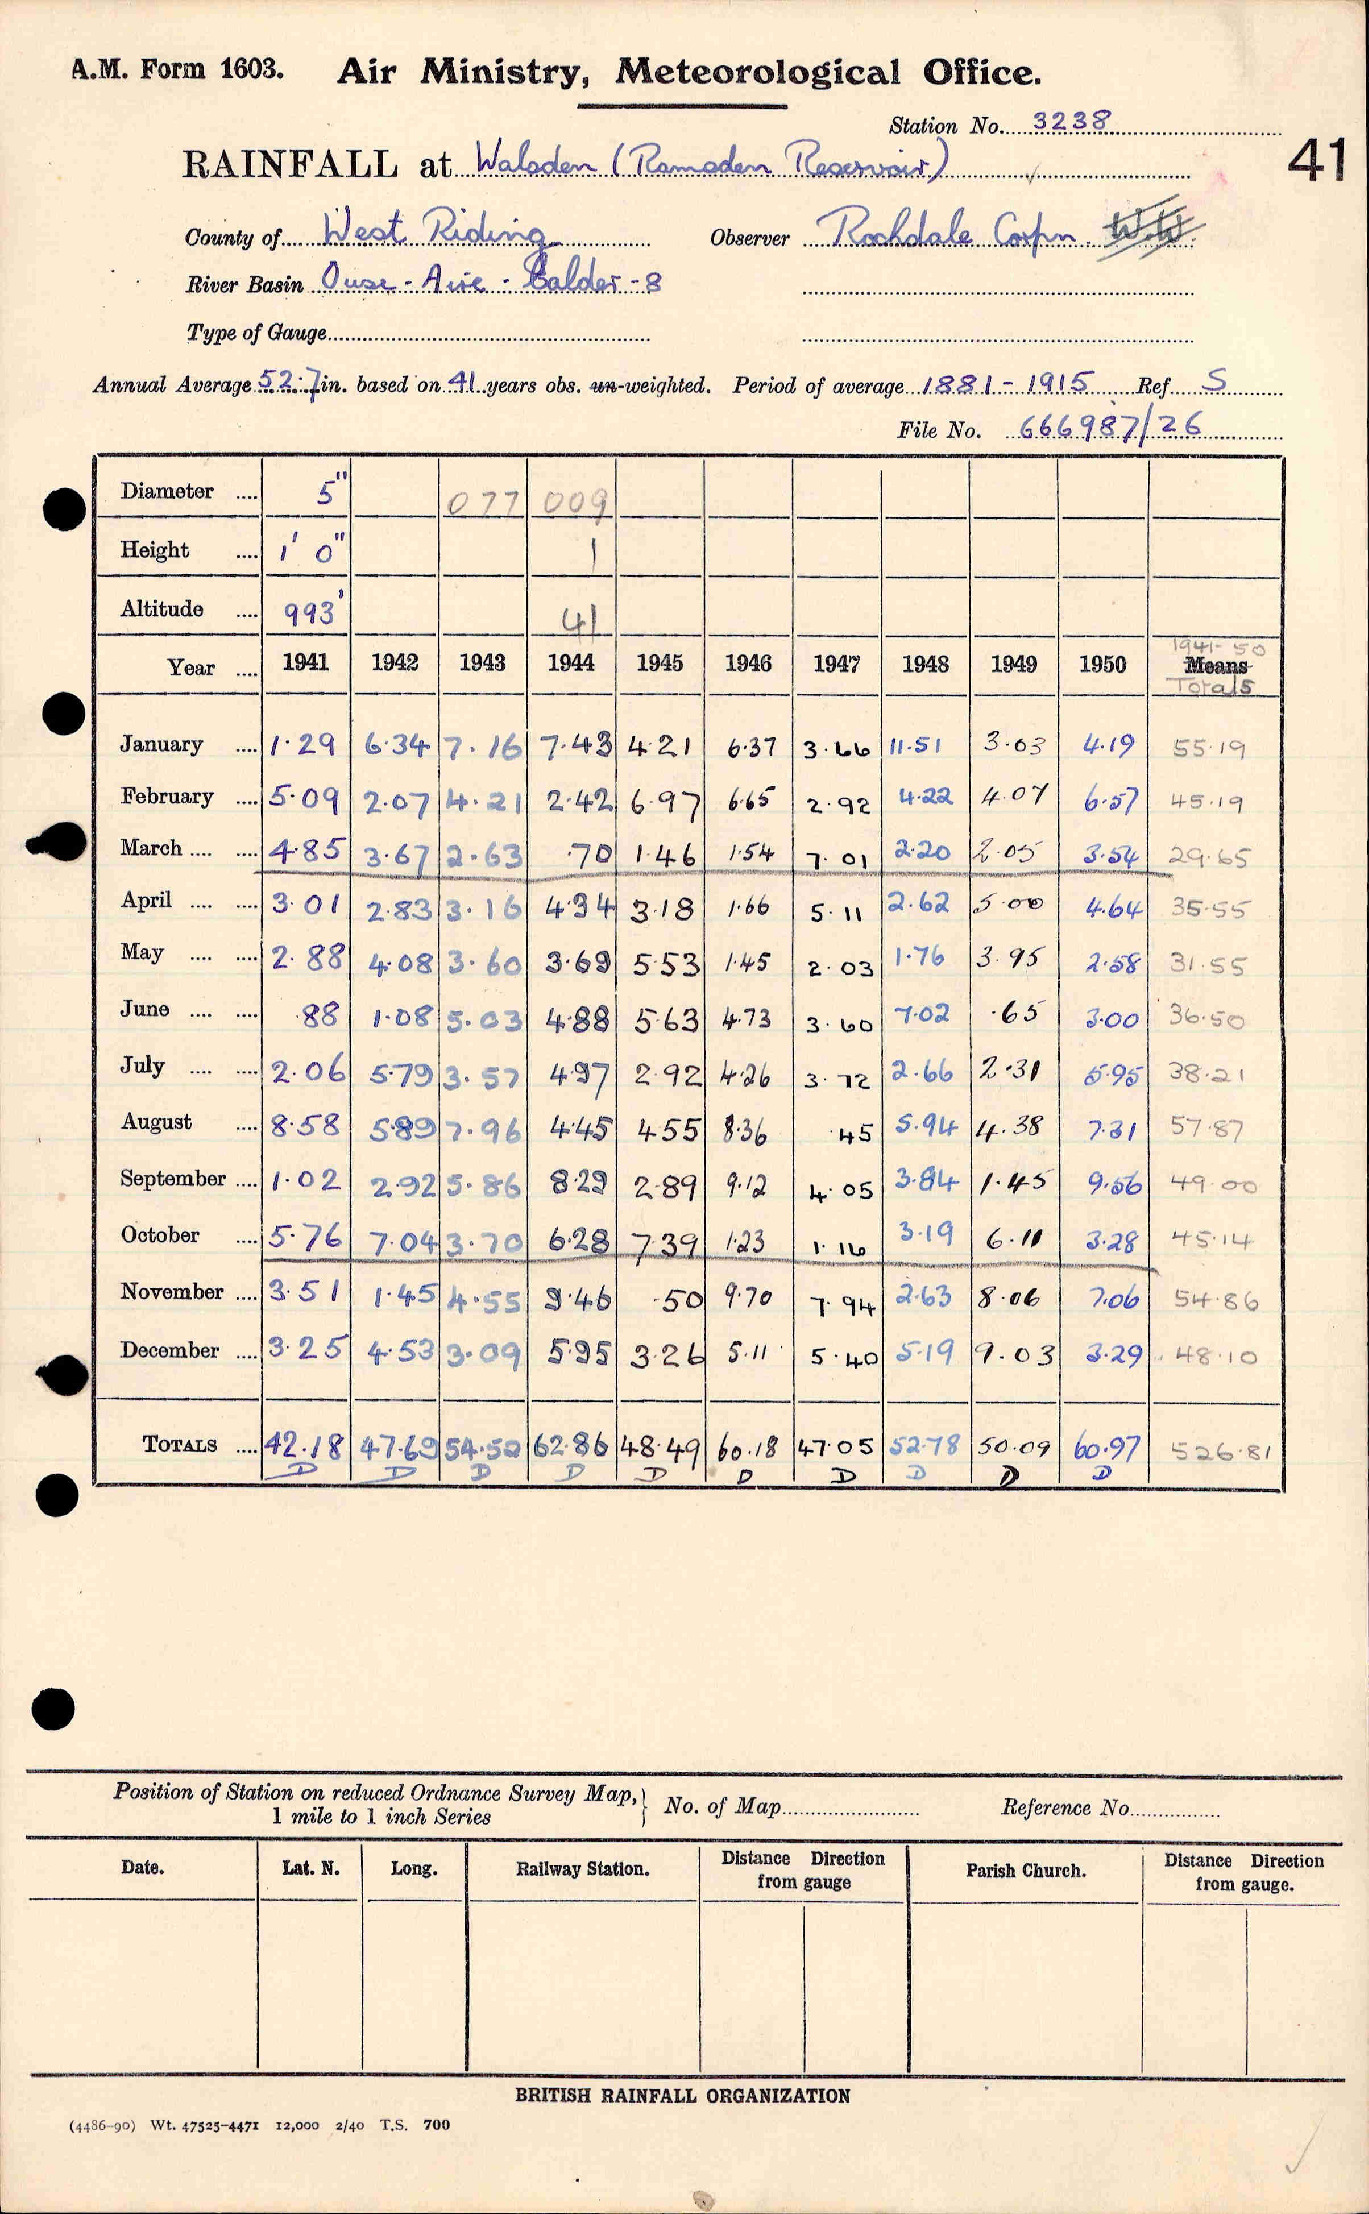 A.M. Form 1603. Air Ministry, Meteorological Office.
Station No. 3238
41
RAINFALL at Walsden (Ramsden Reservoir)
County of West Riding Observer Rochdale Corpn. W.W.
River Basin Ouse - Aire - Calder - 8
Type of Gauge
Annual Average 52.7 in. based on 41 years obs. un-weighted. Period of average 1881 - 1915 Ref S
File No. 666987/26
Diameter .... 5" 077 009
Height .... 1' 0" 1
Altitude .... 993' 41
1941-50
Year .... 1941 1942 1943 1944 1945 1946 1947 1948 1949 1950 Means
Totals
January .... 1.29 6.34 7.16 7.43 4.21 6.37 3.66 11.51 3.03 4.19 55.19
February .... 5.09 2.07 4.21 2.42 6.97 6.65 2.92 4.22 4.07 6.57 45.19
March .... .... 4.85 3.67 2.63 .70 1.46 1.54 7.01 2.20 2.05 3.54 29.65
April .... .... 3.01 2.83 3.16 4.34 3.18 1.66 5.11 2.62 5.00 4.64 35.55
May .... .... 2.88 4.08 3.60 3.69 5.53 1.45 2.03 1.76 3.95 2.58 31.55
June .... .... .88 1.08 5.03 4.88 5.63 4.73 3.60 7.02 .65 3.00 36.50
July .... .... 2.06 5.79 3.57 4.97 2.92 4.26 3.72 2.66 2.31 5.95 38.21
August .... 8.58 5.89 7.96 4.45 4.55 8.36 .45 5.94 4.38 7.31 57.87
September .... 1.02 2.92 5.86 8.29 2.89 9.12 4.05 3.84 1.45 9.56 49.00
October .... 5.76 7.04 3.70 6.28 7.39 1.23 1.16 3.19 6.11 3.28 45.14
November .... 3.51 1.45 4.55 9.46 .50 9.70 7.94 2.63 8.06 7.06 54.86
December .... 3.25 4.53 3.09 5.95 3.26 5.11 5.40 5.19 9.03 3.29 48.10
TOTALS .... 42.18 47.69 54.52 62.86 48.49 60.18 47.05 52.78 50.09 60.97 526.81
D D D D D D D D D D
Position of Station on reduced Ordnance Survey Map,} No. of Map Reference No.
1 mile to 1 inch Series
Date. Lat. N. Long. Railway Station. Distance Direction from gauge Parish Church. Distance Direction from gauge.
BRITISH RAINFALL ORGANIZATION
(4486-90) Wt. 47525-4471 12,000 2/40 T.S. 700